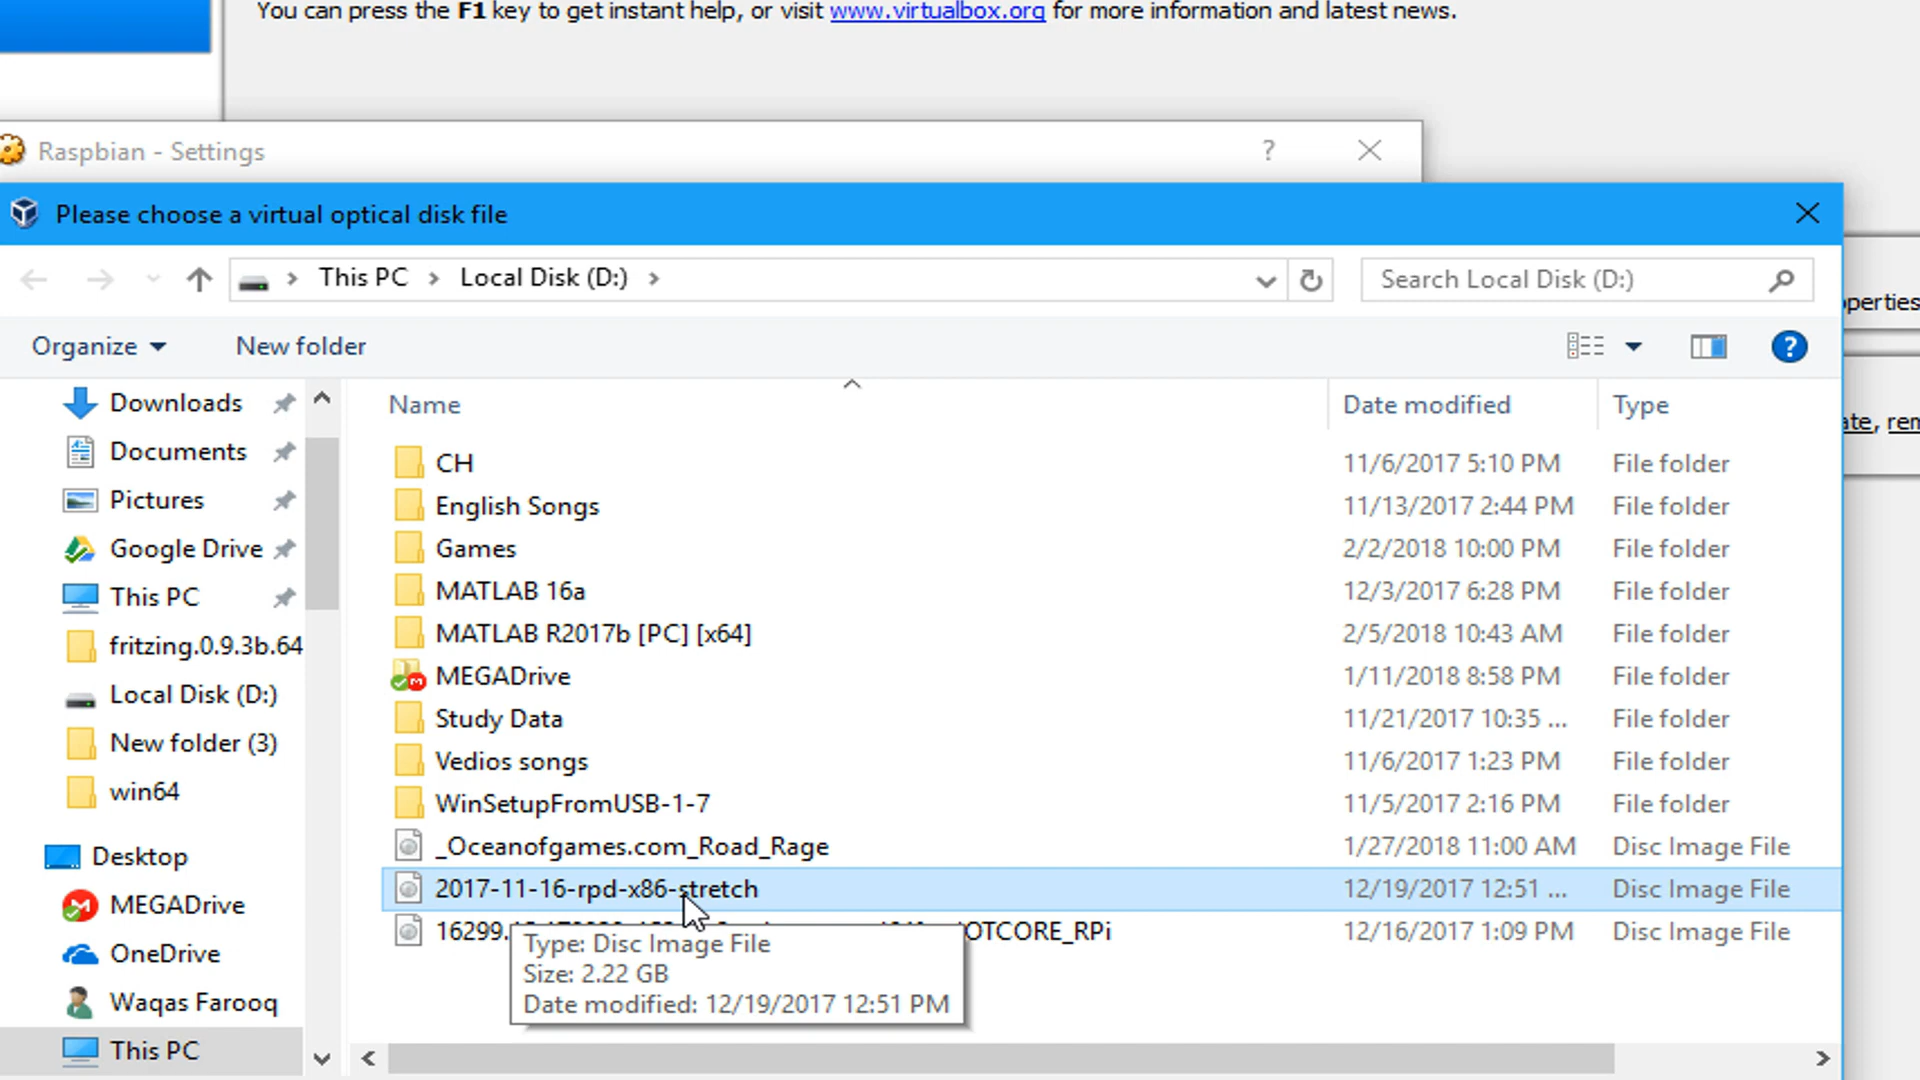 You can press the F1 key to get instant help, or visit www.virtualbox.org for more information and latest news.
Raspbian - Settings
?
Please choose a virtual optical disk file
This PC > Local Disk (D:) >
Search Local Disk (D:)
Organize
New folder
?
Downloads
Documents
Pictures
Google Drive
This PC
fritzing.0.9.3b.64
Local Disk (D:)
New folder (3)
win64
Desktop
MEGADrive
OneDrive
Waqas Farooq
This PC
Name Date modified Type
CH 11/6/2017 5:10 PM File folder
English Songs 11/13/2017 2:44 PM File folder
Games 2/2/2018 10:00 PM File folder
MATLAB 16a 12/3/2017 6:28 PM File folder
MATLAB R2017b [PC] [x64] 2/5/2018 10:43 AM File folder
MEGADrive 1/11/2018 8:58 PM File folder
Study Data 11/21/2017 10:35 ... File folder
Vedios songs 11/6/2017 1:23 PM File folder
WinSetupFromUSB-1-7 11/5/2017 2:16 PM File folder
_Oceanofgames.com_Road_Rage 1/27/2018 11:00 AM Disc Image File
2017-11-16-rpd-x86-stretch 12/19/2017 12:51 ... Disc Image File
16299. OTCORE_RPi 12/16/2017 1:09 PM Disc Image File
Type: Disc Image File
Size: 2.22 GB
Date modified: 12/19/2017 12:51 PM